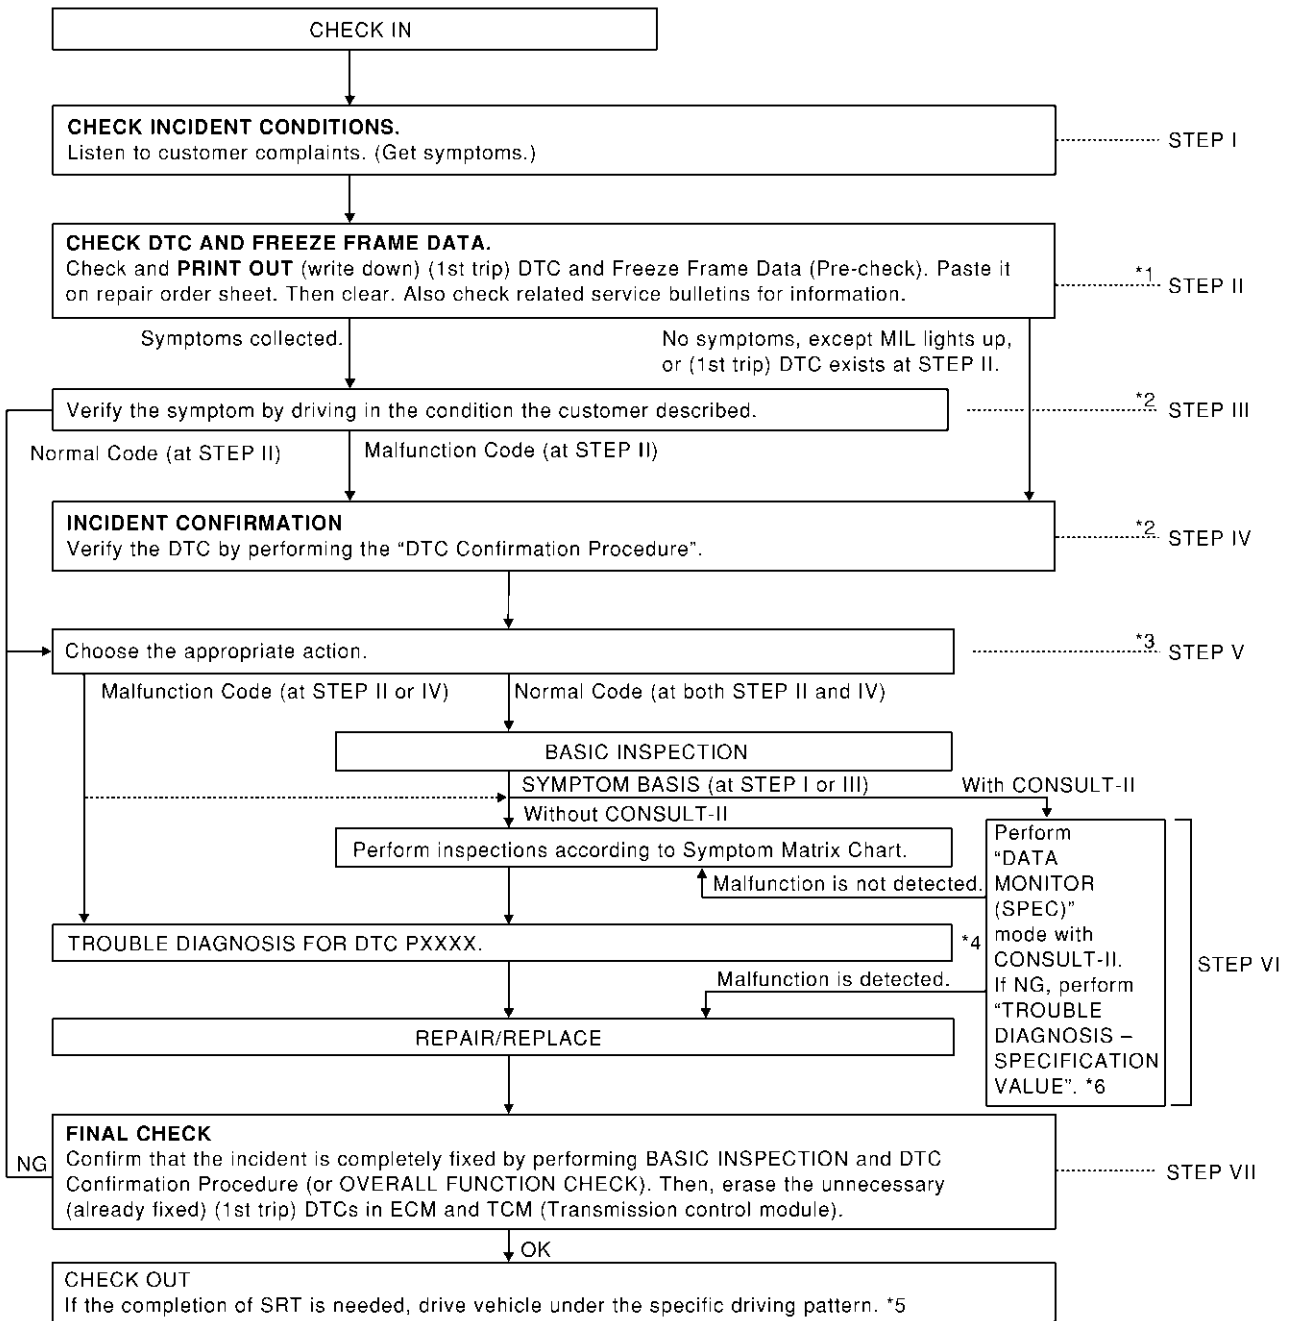 CHECK IN
CHECK INCIDENT CONDITIONS.
Listen to customer complaints. (Get symptoms.)
STEP I
CHECK DTC AND FREEZE FRAME DATA.
Check and PRINT OUT (write down) (1st trip) DTC and Freeze Frame Data (Pre-check). Paste it
on repair order sheet. Then clear. Also check related service bulletins for information.
*1
STEP II
Symptoms collected.
No symptoms, except MIL lights up,
or (1st trip) DTC exists at STEP II.
Verify the symptom by driving in the condition the customer described.
*2
STEP III
Normal Code (at STEP II)
Malfunction Code (at STEP II)
INCIDENT CONFIRMATION
Verify the DTC by performing the “DTC Confirmation Procedure”.
*2
STEP IV
Choose the appropriate action.
*3
STEP V
Malfunction Code (at STEP II or IV)
Normal Code (at both STEP II and IV)
BASIC INSPECTION
SYMPTOM BASIS (at STEP I or III)
With CONSULT-II
Without CONSULT-II
Perform inspections according to Symptom Matrix Chart.
Malfunction is not detected.
Perform
“DATA
MONITOR
(SPEC)”
mode with
CONSULT-II.
If NG, perform
“TROUBLE
DIAGNOSIS –
SPECIFICATION
VALUE”. *6
STEP VI
TROUBLE DIAGNOSIS FOR DTC PXXXX.
*4
Malfunction is detected.
REPAIR/REPLACE
FINAL CHECK
Confirm that the incident is completely fixed by performing BASIC INSPECTION and DTC
Confirmation Procedure (or OVERALL FUNCTION CHECK). Then, erase the unnecessary
(already fixed) (1st trip) DTCs in ECM and TCM (Transmission control module).
NG
STEP VII
OK
CHECK OUT
If the completion of SRT is needed, drive vehicle under the specific driving pattern. *5